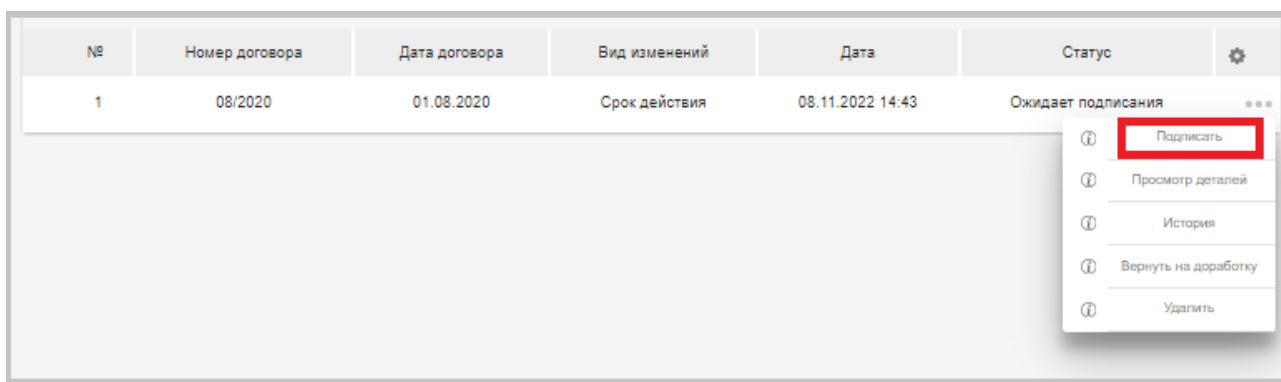 № Номер договора Дата договора Вид изменений Дата Статус
1 08/2020 01.08.2020 Срок действия 08.11.2022 14:43 Ожидает подписания
Подписать
Просмотр деталей
История
Вернуть на доработку
Удалить